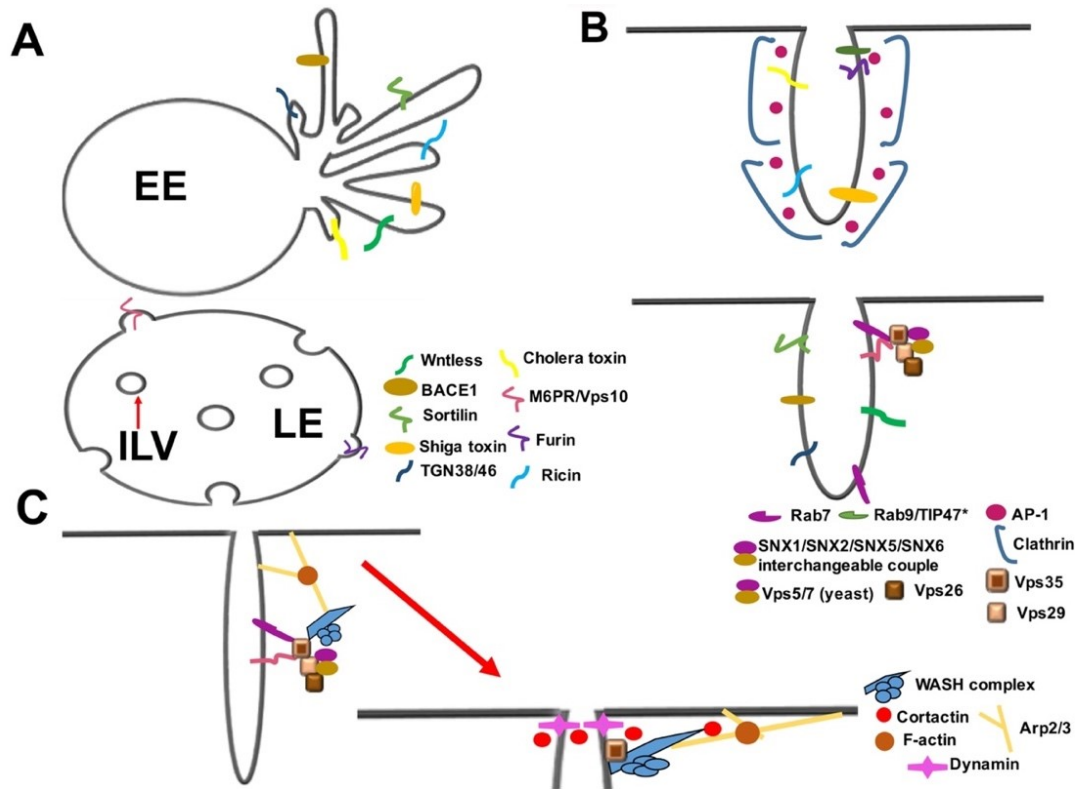 A
B
EE
LE
ILV
Wntless
Cholera toxin
BACE1
M6PR/Vps10
Sortilin
Furin
Shiga toxin
TGN38/46
Ricin
C
Rab7
Rab9/TIP47*
AP-1
SNX1/SNX2/SNX5/SNX6
interchangeable couple
Clathrin
Vps5/7 (yeast)
Vps26
Vps35
Vps29
WASH complex
Cortactin
Arp2/3
F-actin
Dynamin